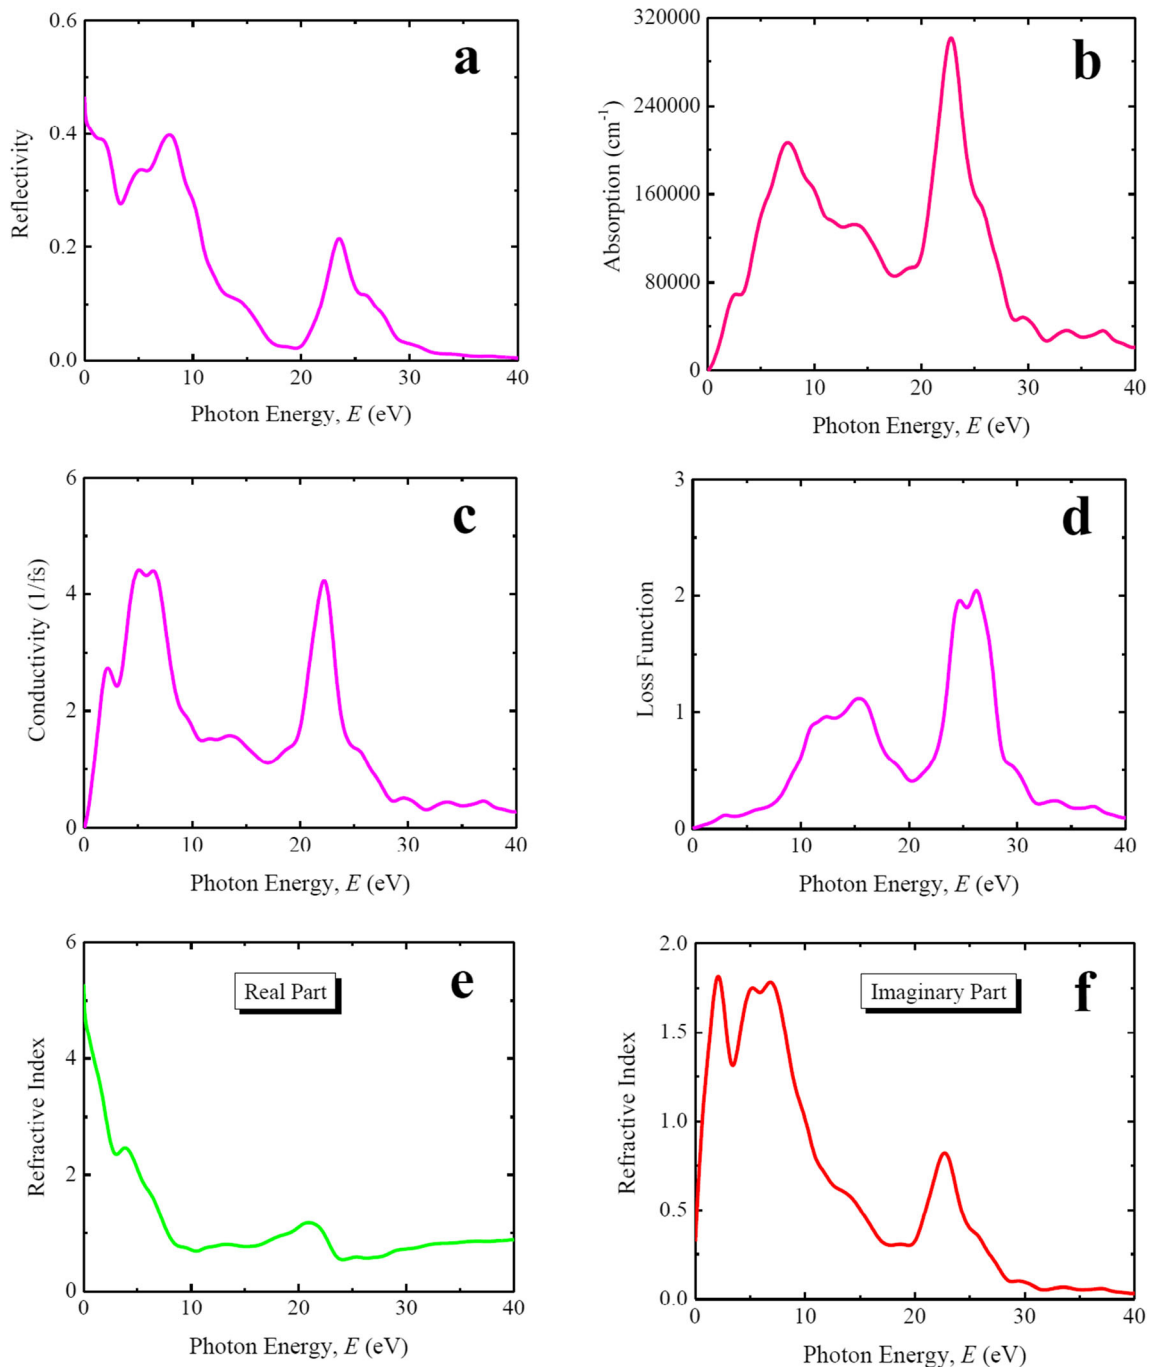 0.6
0.4
0.2
0.0
Reflectivity
a
0
10
20
30
40
Photon Energy, E (eV)
320000
240000
160000
80000
0
Absorption (cm⁻¹)
b
0
10
20
30
40
Photon Energy, E (eV)
6
4
2
0
Conductivity (1/fs)
c
0
10
20
30
40
Photon Energy, E (eV)
3
2
1
0
Loss Function
d
0
10
20
30
40
Photon Energy, E (eV)
6
4
2
0
Refractive Index
Real Part
e
0
10
20
30
40
Photon Energy, E (eV)
2.0
1.5
1.0
0.5
0.0
Refractive Index
Imaginary Part
f
0
10
20
30
40
Photon Energy, E (eV)